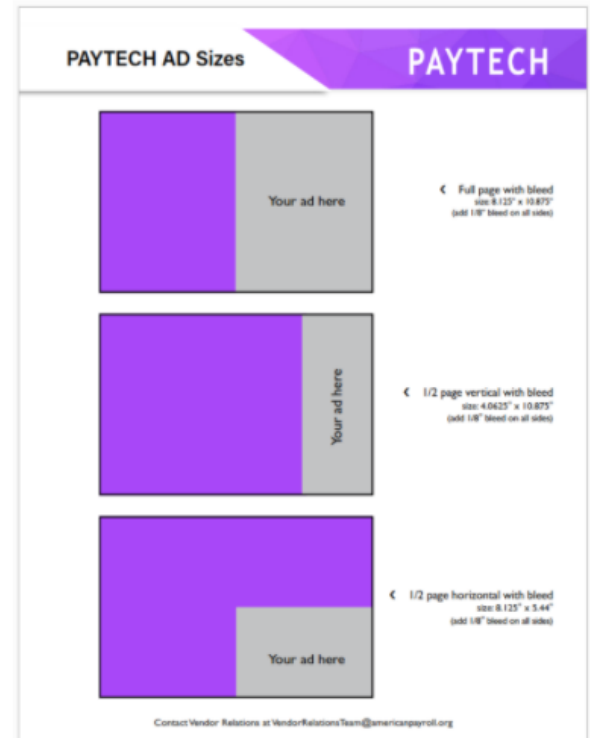 PAYTECH AD Sizes
PAYTECH
Your ad here
‹ Full page with bleed
size: 8.125" x 10.875"
(add 1/8" bleed on all sides)
Your ad here
‹ 1/2 page vertical with bleed
size: 4.0625" x 10.875"
(add 1/8" bleed on all sides)
Your ad here
‹ 1/2 page horizontal with bleed
size: 8.125" x 5.44"
(add 1/8" bleed on all sides)
Contact Vendor Relations at VendorRelationsTeam@americanpayroll.org